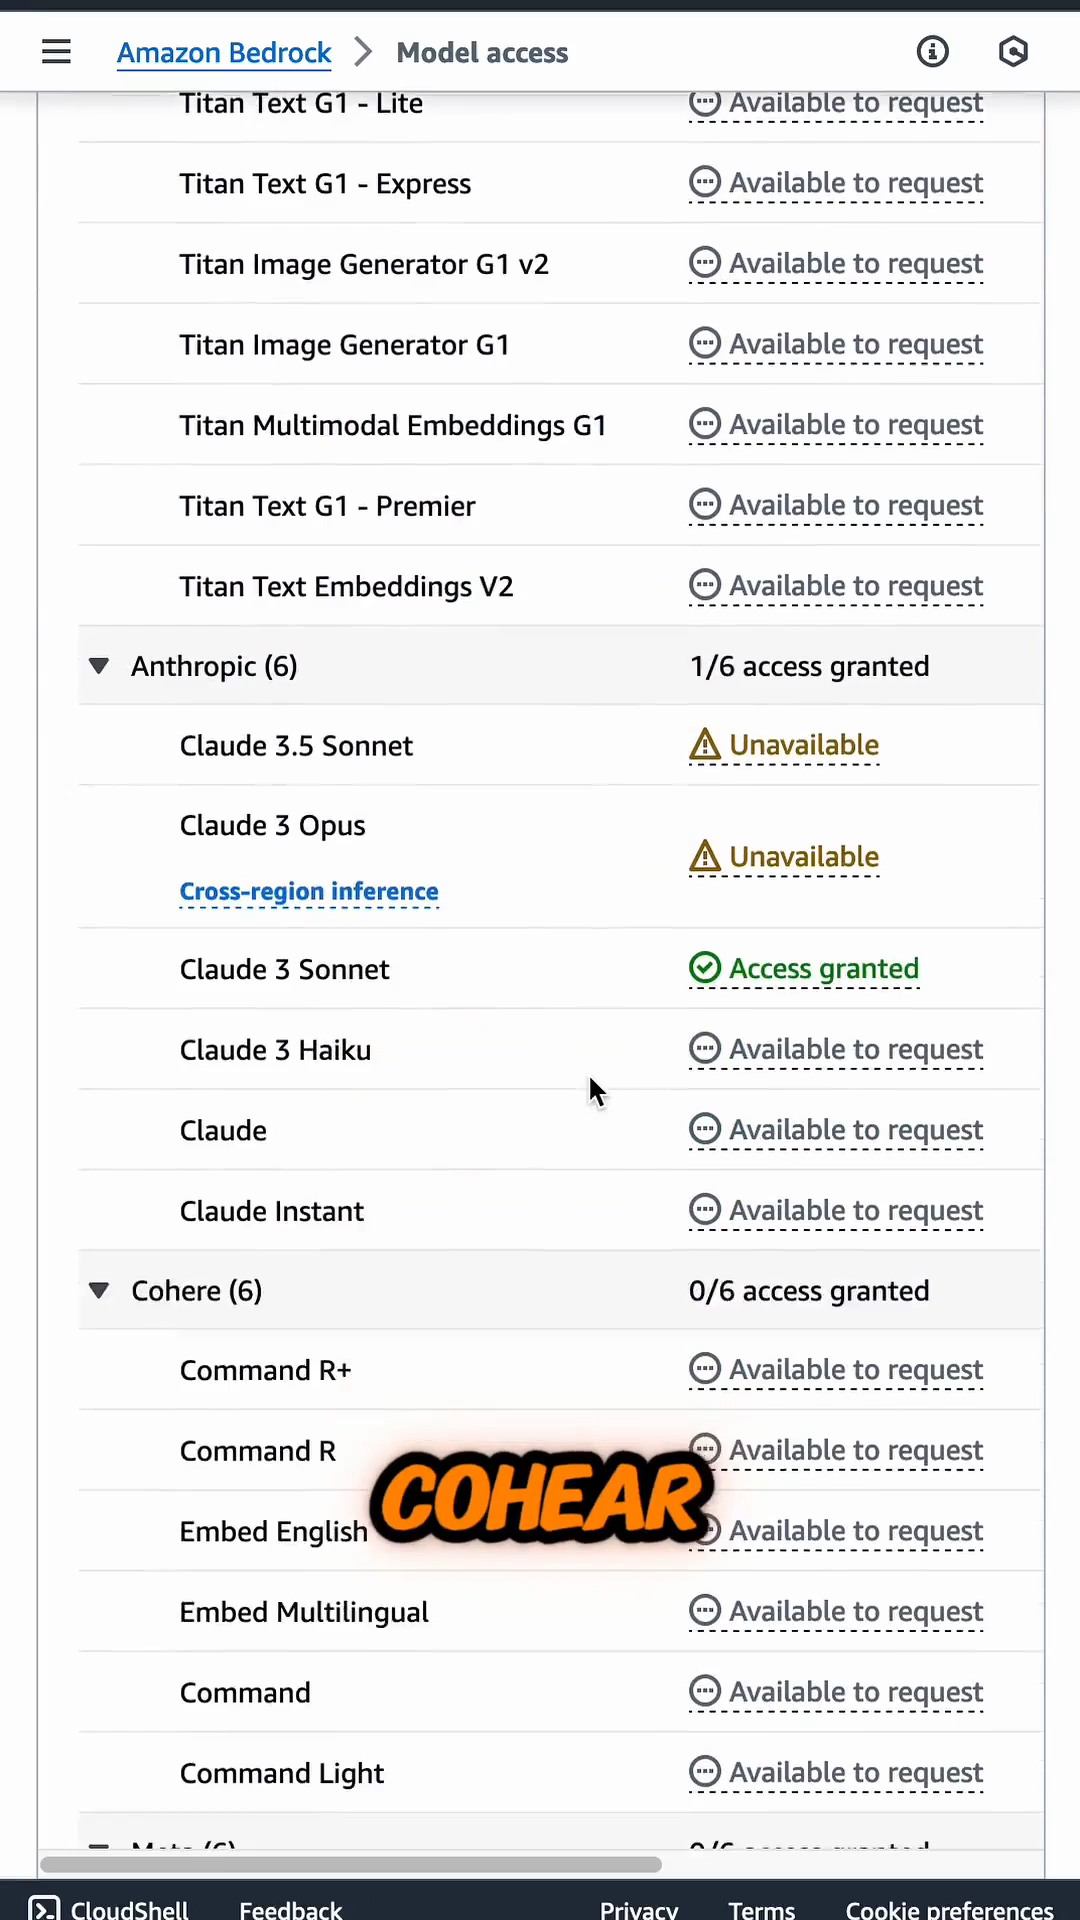 Amazon Bedrock > Model access
Titan Text G1 - Lite Available to request
Titan Text G1 - Express Available to request
Titan Image Generator G1 v2 Available to request
Titan Image Generator G1 Available to request
Titan Multimodal Embeddings G1 Available to request
Titan Text G1 - Premier Available to request
Titan Text Embeddings V2 Available to request
Anthropic (6) 1/6 access granted
Claude 3.5 Sonnet Unavailable
Claude 3 Opus Unavailable
Cross-region inference
Claude 3 Sonnet Access granted
Claude 3 Haiku Available to request
Claude Available to request
Claude Instant Available to request
Cohere (6) 0/6 access granted
Command R+ Available to request
Command R Available to request
COHEAR
Embed English Available to request
Embed Multilingual Available to request
Command Available to request
Command Light Available to request
Meta (6) 0/6 access granted
CloudShell Feedback Privacy Terms Cookie preferences